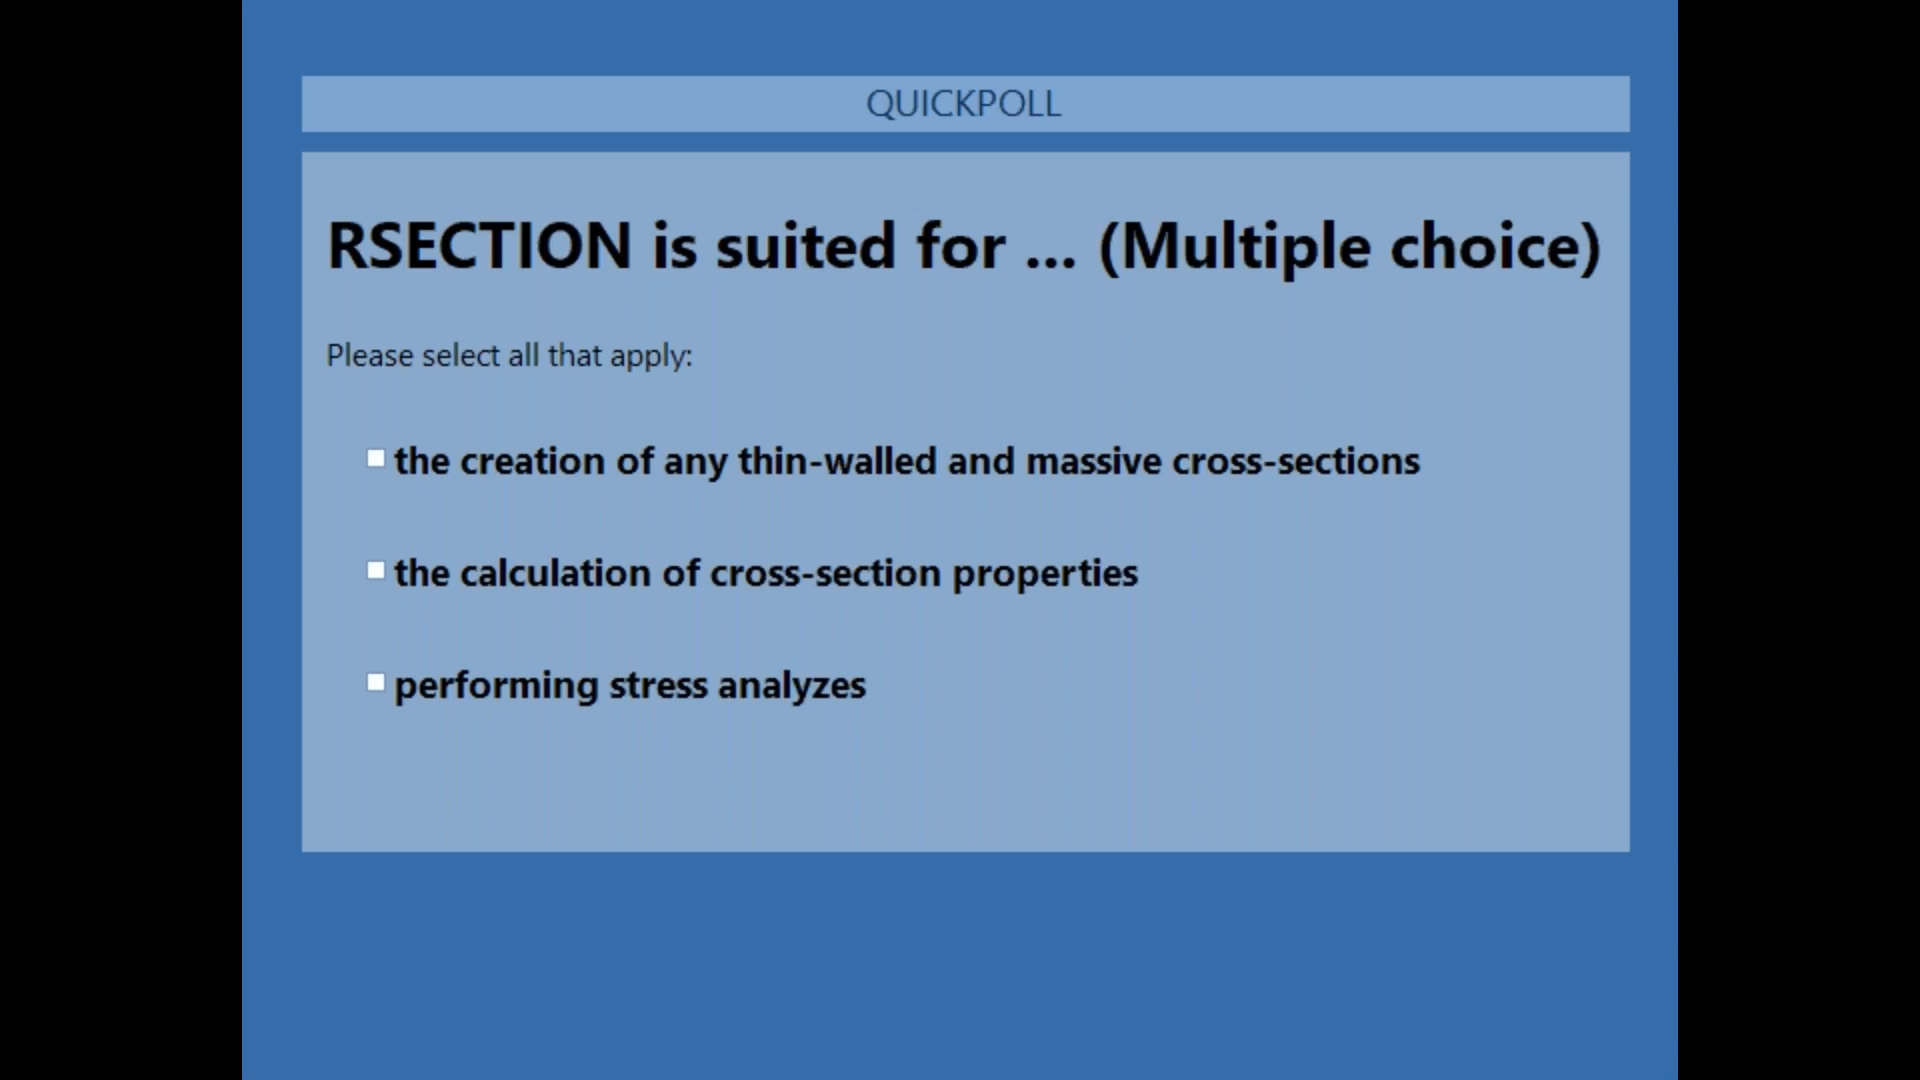 QUICKPOLL
RSECTION is suited for ... (Multiple choice)
Please select all that apply:
the creation of any thin-walled and massive cross-sections
the calculation of cross-section properties
performing stress analyzes